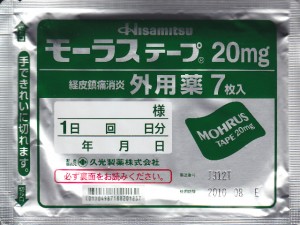 Hisamitsu
モーラステープ® 20mg
経皮鎮痛消炎 外用薬 7枚入
様
1日 回 日分
年 月 日
久光製薬株式会社
必ず裏面をお読みください。
MOHRUS
TAPE 20mg
手できれいに切れます。
2010 08 E